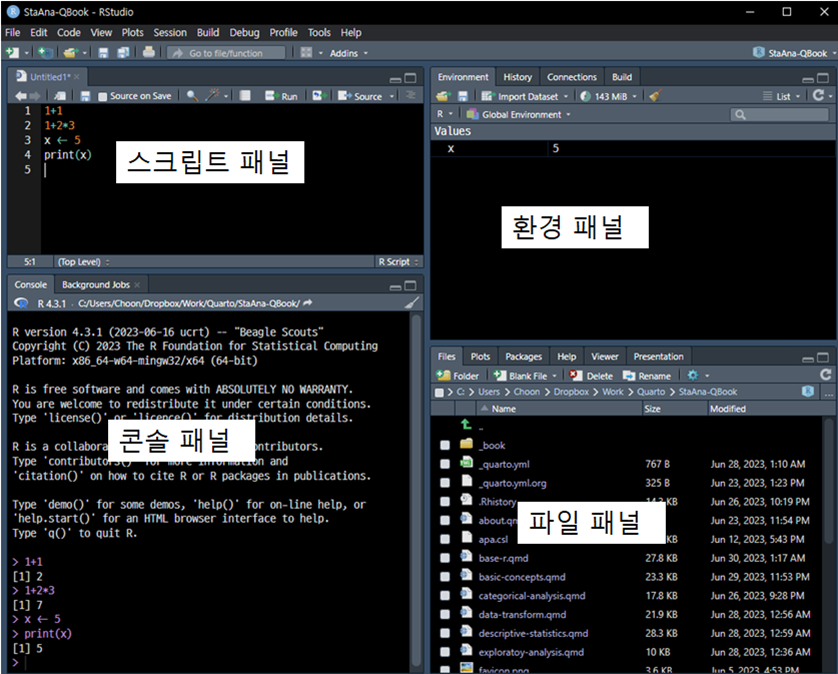 StaAna-QBook - RStudio
File Edit Code View Plots Session Build Debug Profile Tools Help
Go to file/function Addins StaAna-QBook
Untitled1*
Source on Save Run Source
1 1+1
2 1+2*3
3 x ← 5
4 print(x)
5
스크립트 패널
5:1 (Top Level) R Script
Console Background Jobs
R 4.3.1 · C:/Users/Choon/Dropbox/Work/Quarto/StaAna-QBook/
R version 4.3.1 (2023-06-16 ucrt) -- "Beagle Scouts"
Copyright (C) 2023 The R Foundation for Statistical Computing
Platform: x86_64-w64-mingw32/x64 (64-bit)
R is free software and comes with ABSOLUTELY NO WARRANTY.
You are welcome to redistribute it under certain conditions.
Type 'license()' or 'licence()' for distribution details.
콘솔 패널
R is a collabora ontributors.
Type 'contributors()' for more information and
'citation()' on how to cite R or R packages in publications.
Type 'demo()' for some demos, 'help()' for on-line help, or
'help.start()' for an HTML browser interface to help.
Type 'q()' to quit R.
> 1+1
[1] 2
> 1+2*3
[1] 7
> x ← 5
> print(x)
[1] 5
>
Environment History Connections Build
Import Dataset 143 MiB List
R Global Environment
Values
x 5
환경 패널
Files Plots Packages Help Viewer Presentation
Folder Blank File Delete Rename
C: > Users > Choon > Dropbox > Work > Quarto > StaAna-QBook
Name Size Modified
..
_book
_quarto.yml 767 B Jun 28, 2023, 1:10 AM
_quarto.yml.org 325 B Jun 23, 2023, 1:23 PM
.Rhistory 14.3 KB Jun 26, 2023, 10:19 PM
about.qm Jun 23, 2023, 11:54 PM
파일 패널
apa.csl KB Jun 12, 2023, 5:43 PM
base-r.qmd 27.8 KB Jun 30, 2023, 1:17 AM
basic-concepts.qmd 23.3 KB Jun 29, 2023, 11:53 PM
categorical-analysis.qmd 17.8 KB Jun 26, 2023, 9:28 PM
data-transform.qmd 21.9 KB Jun 28, 2023, 12:56 AM
descriptive-statistics.qmd 28.3 KB Jun 28, 2023, 12:59 AM
exploratoy-analysis.qmd 10 KB Jun 28, 2023, 12:36 AM
favicon.png 3.6 KB Jun 5, 2023, 4:53 PM